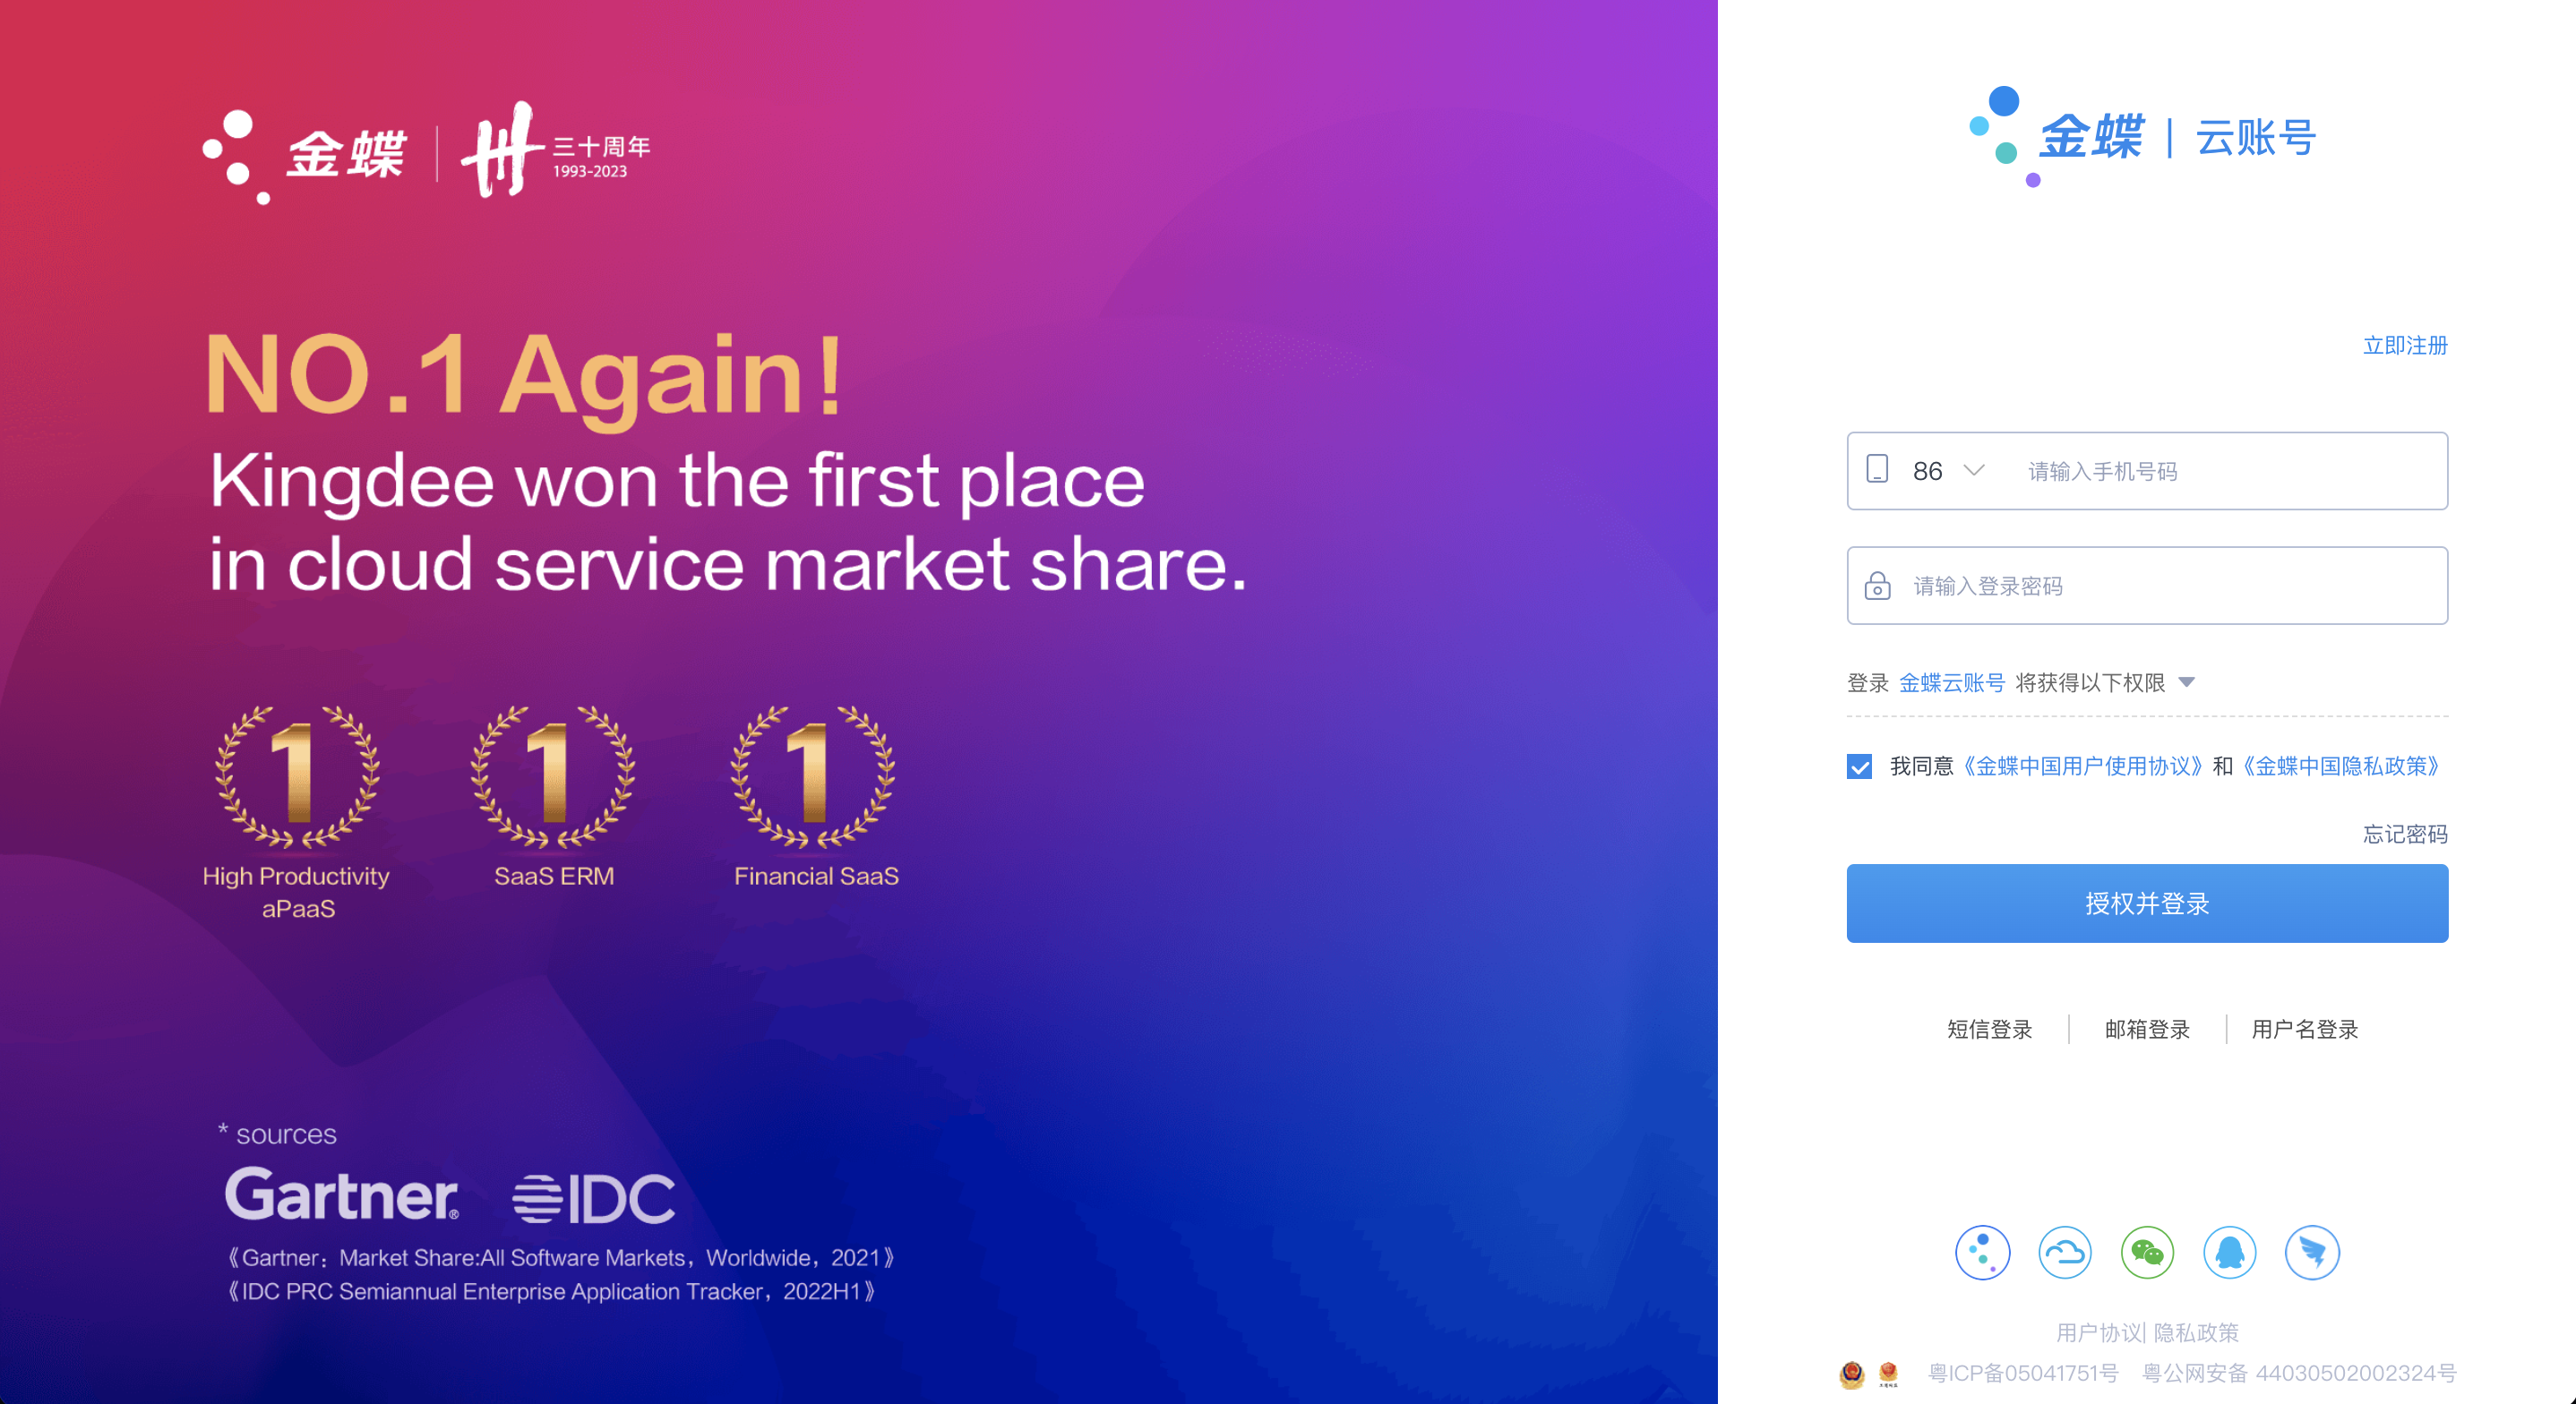 金蝶
三十周年
1993-2023
NO.1 Again!
Kingdee won the first place
in cloud service market share.
1
High Productivity
aPaaS
1
SaaS ERM
1
Financial SaaS
* sources
Gartner®
IDC
《Gartner：Market Share:All Software Markets，Worldwide，2021》
《IDC PRC Semiannual Enterprise Application Tracker，2022H1》
金蝶 | 云账号
立即注册
86 请输入手机号码
请输入登录密码
登录 金蝶云账号 将获得以下权限
我同意《金蝶中国用户使用协议》和《金蝶中国隐私政策》
忘记密码
授权并登录
短信登录
邮箱登录
用户名登录
用户协议| 隐私政策
粤ICP备05041751号 粤公网安备 44030502002324号